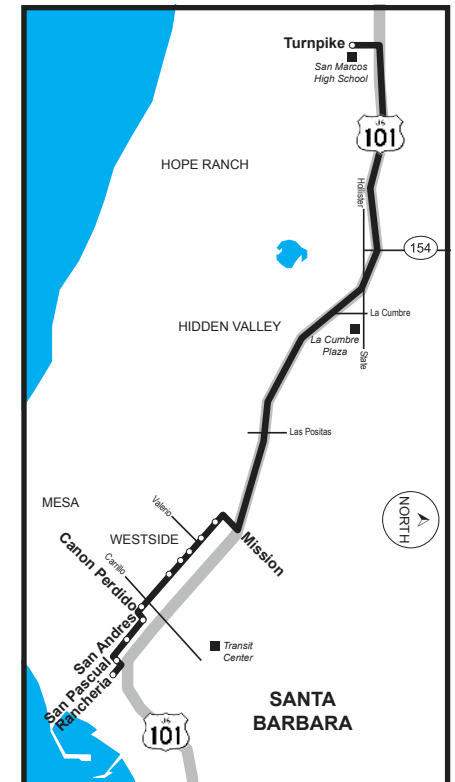 Turnpike
San Marcos
High School
US
101
HOPE RANCH
Hollister
154
La Cumbre
HIDDEN VALLEY
La Cumbre
Plaza
State
Las Positas
MESA
Valerio
NORTH
WESTSIDE
Mission
Carrillo
Canon Perdido
San Andres
San Pascual
Rancheria
Transit
Center
SANTA
BARBARA
US
101